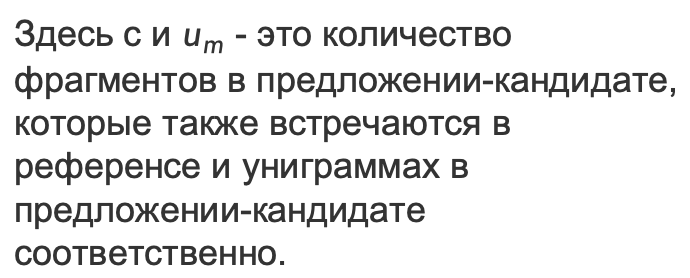 Здесь c и u_m - это количество
фрагментов в предложении-кандидате,
которые также встречаются в
референсе и униграммах в
предложении-кандидате
соответственно.